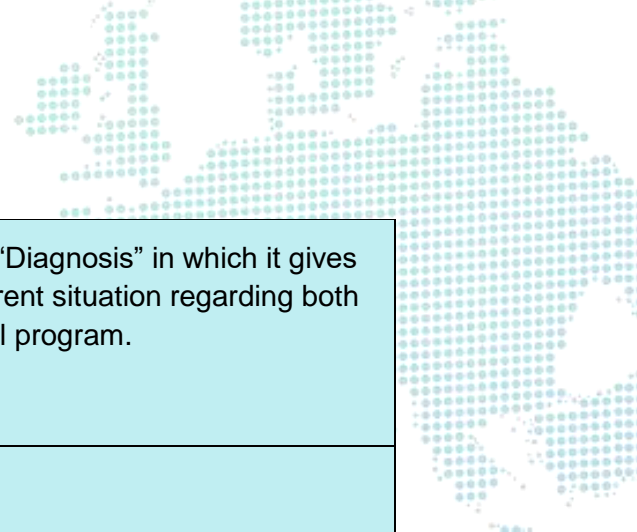 “Diagnosis” in which it gives
rent situation regarding both
l program.